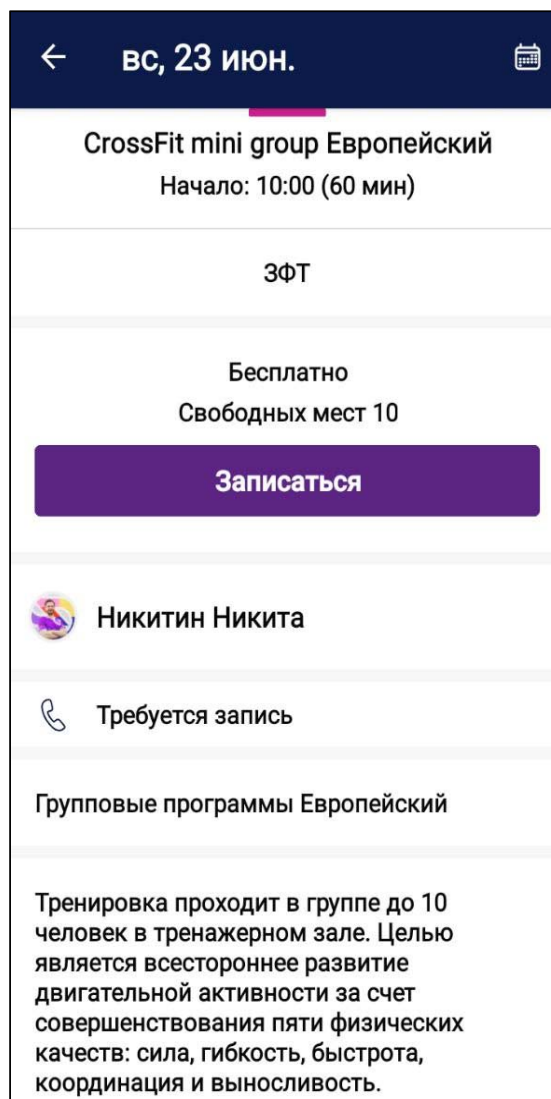 вс, 23 июн.
CrossFit mini group Европейский
Начало: 10:00 (60 мин)
ЗФТ
Бесплатно
Свободных мест 10
Записаться
Никитин Никита
Требуется запись
Групповые программы Европейский
Тренировка проходит в группе до 10
человек в тренажерном зале. Целью
является всестороннее развитие
двигательной активности за счет
совершенствования пяти физических
качеств: сила, гибкость, быстрота,
координация и выносливость.